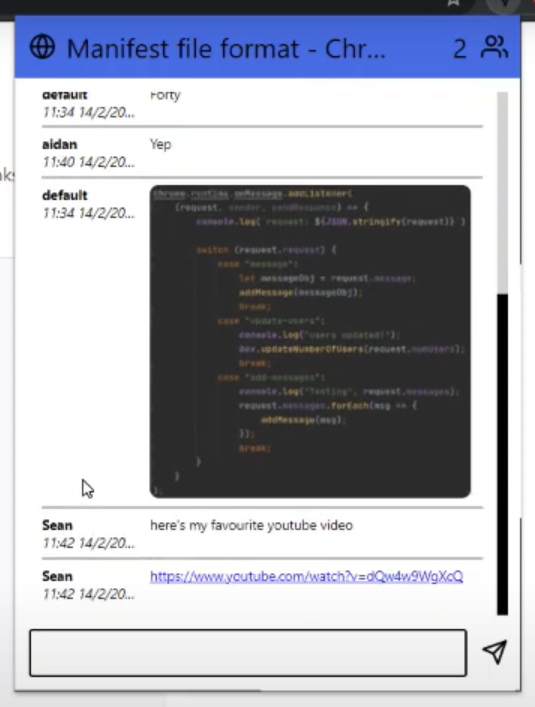 Manifest file format - Chr... 2
default Forty
11:34 14/2/20...
aidan Yep
11:40 14/2/20...
default
11:34 14/2/20...
chrome.runtime.onMessage.addListener(
(request, sender, sendResponse) => {
console.log(`request: ${JSON.stringify(request)}`)
switch (request.request) {
case "message":
let messageObj = request.message;
addMessage(messageObj);
break;
case "update-users":
console.log("users updated!");
box.updateNumberOfUsers(request.numUsers);
break;
case "add-messages":
console.log("Testing", request.messages);
request.messages.forEach(msg => {
addMessage(msg);
});
break;
}
}
);
Sean here's my favourite youtube video
11:42 14/2/20...
Sean https://www.youtube.com/watch?v=dQw4w9WgXcQ
11:42 14/2/20...